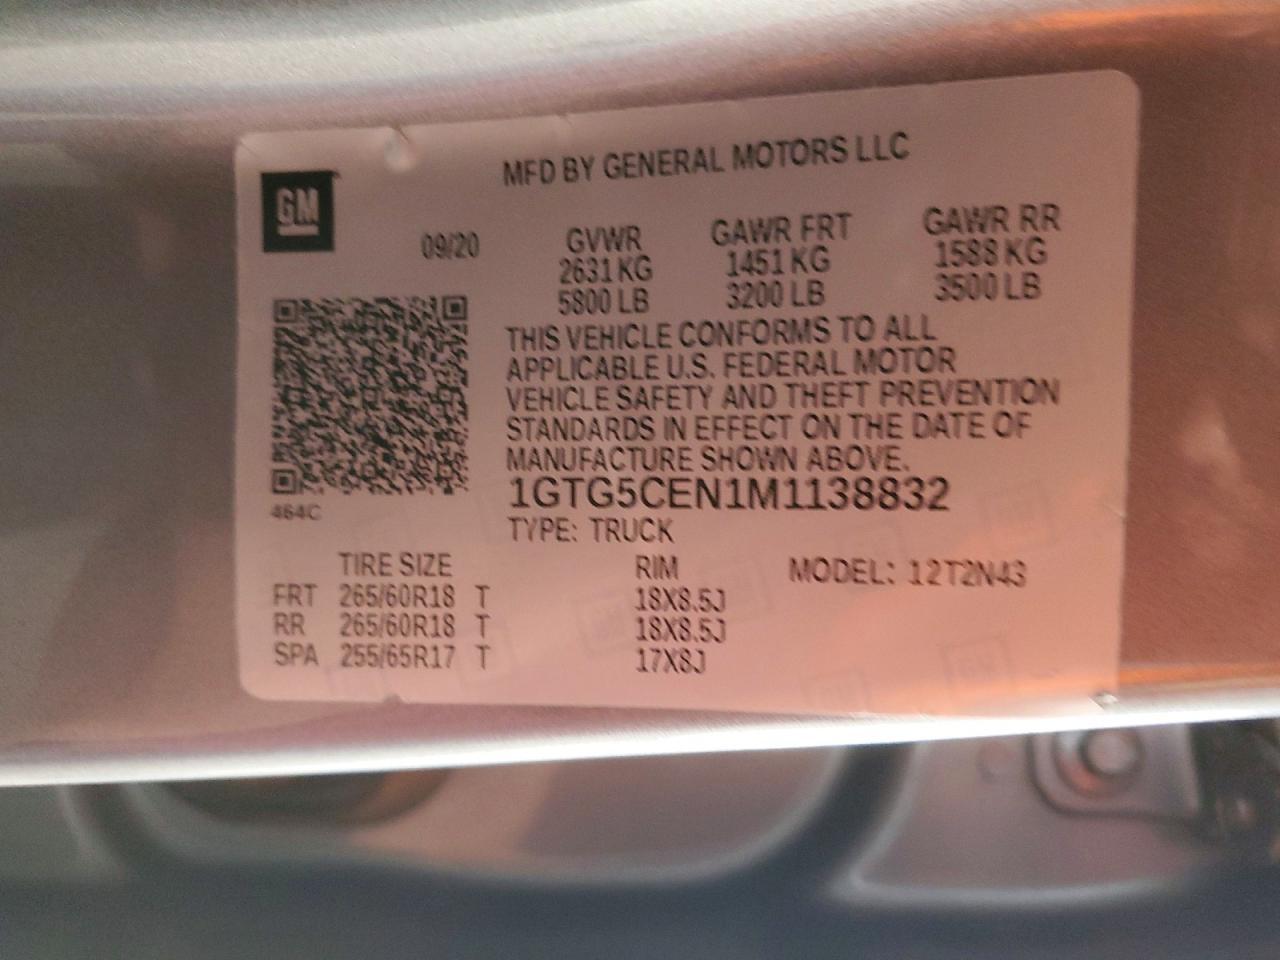 MFD BY GENERAL MOTORS LLC
GM
09/20 GVWR GAWR FRT GAWR RR
2631 KG 1451 KG 1588 KG
5800 LB 3200 LB 3500 LB
THIS VEHICLE CONFORMS TO ALL
APPLICABLE U.S. FEDERAL MOTOR
VEHICLE SAFETY AND THEFT PREVENTION
STANDARDS IN EFFECT ON THE DATE OF
MANUFACTURE SHOWN ABOVE.
1GTG5CEN1M1138832
464C
TYPE: TRUCK
TIRE SIZE RIM MODEL: 12T2N43
FRT 265/60R18 T 18X8.5J
RR 265/60R18 T 18X8.5J
SPA 255/65R17 T 17X8J